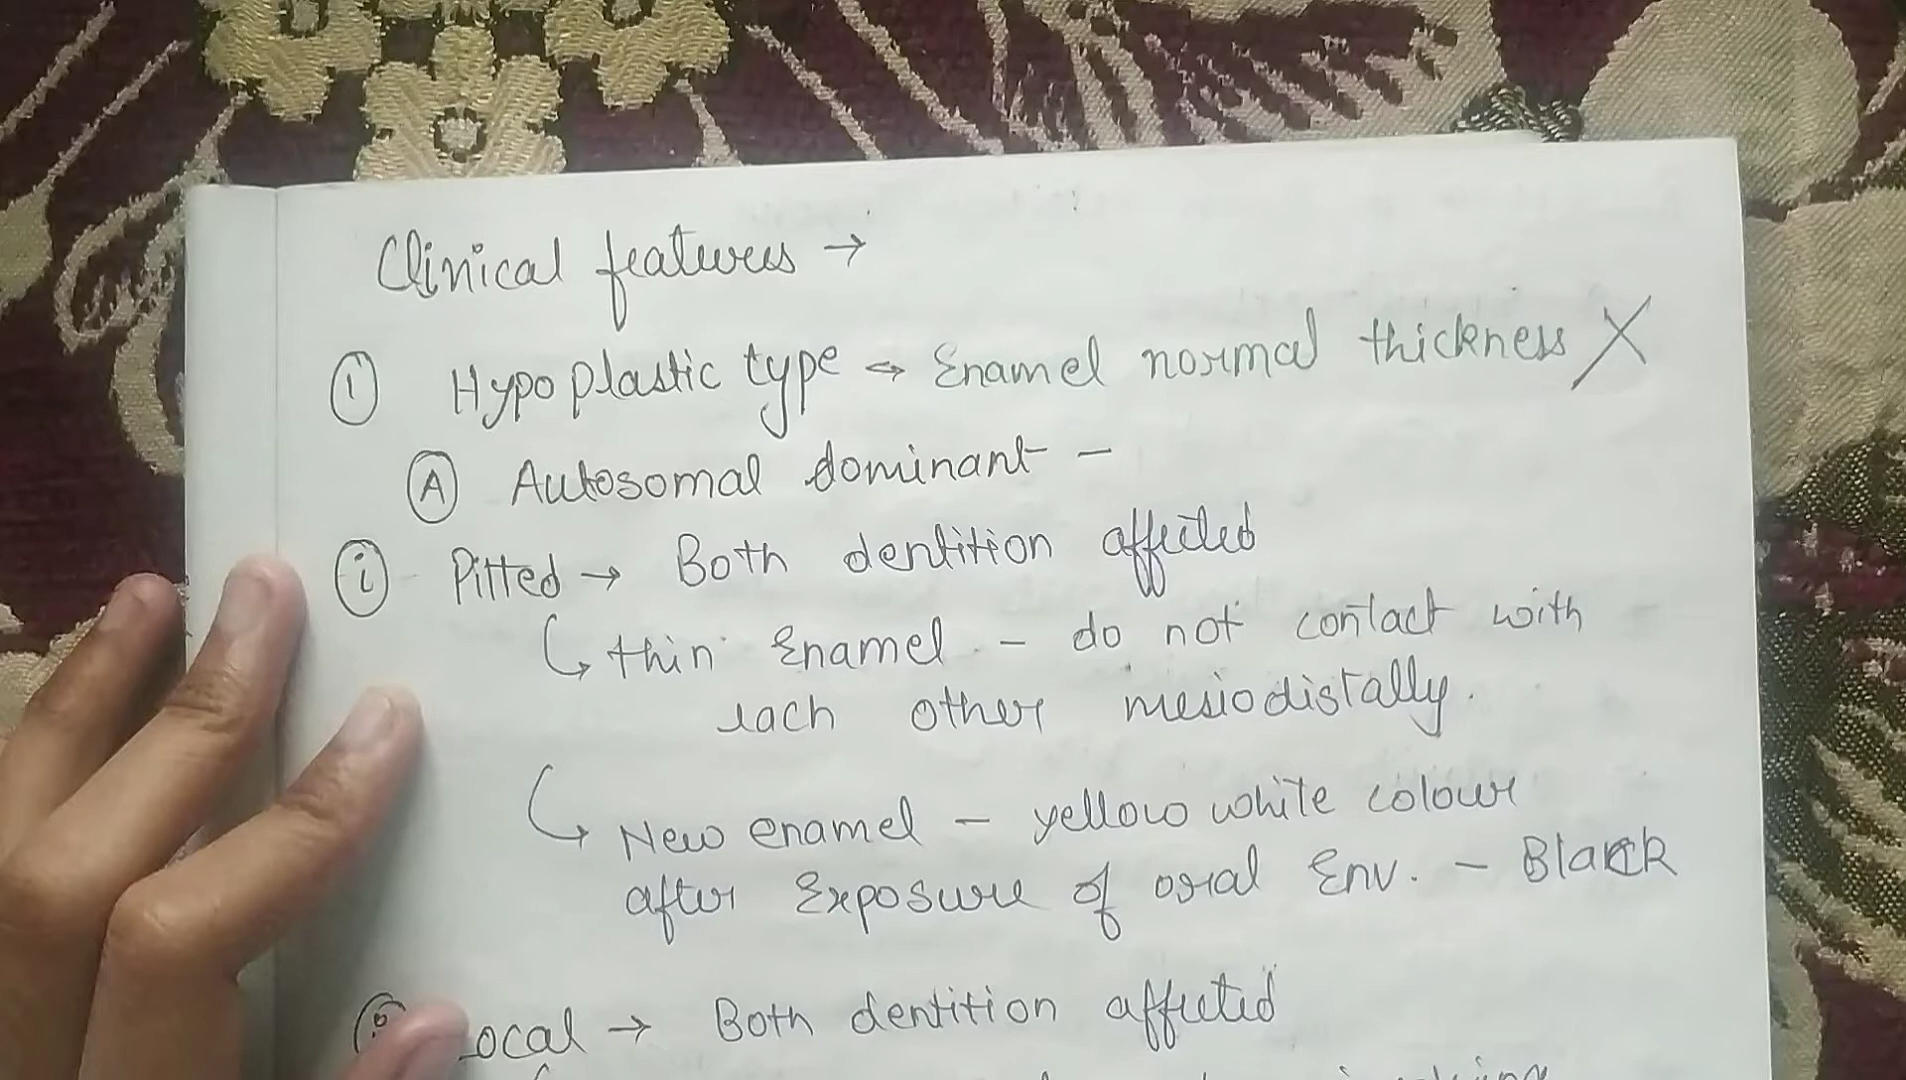 Clinical features →
① Hypoplastic type ⇔ Enamel normal thickness X
Ⓐ Autosomal dominant -
ⓘ Pitted → Both dentition affected
↳ thin Enamel - do not contact with
each other mesiodistally.
↳ New enamel - yellow white colour
after Exposure of oral Env. - Black
ocal → Both dentition affected